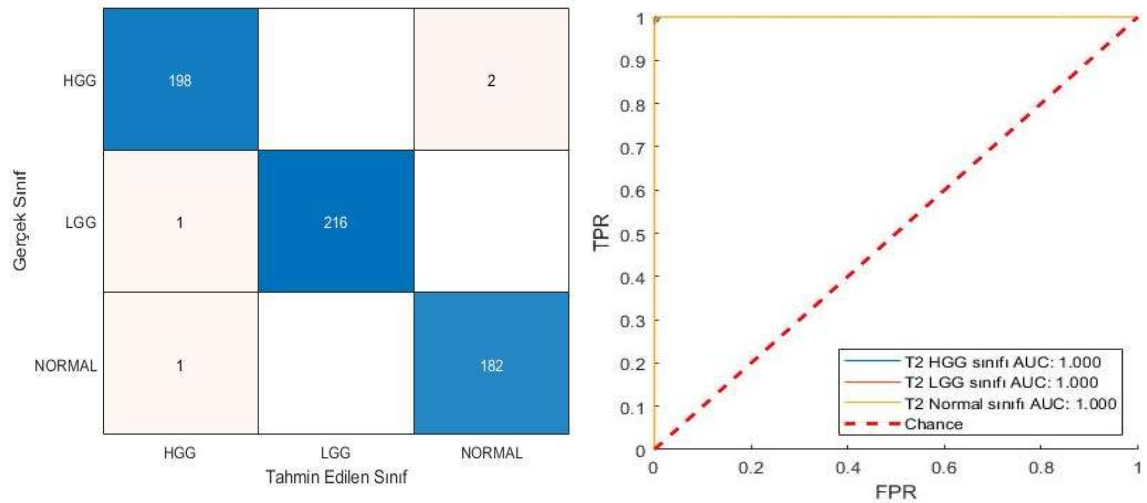 HGG
198
2
LGG
1
216
NORMAL
1
182
HGG
LGG
NORMAL
Tahmin Edilen Sınıf
Gerçek Sınıf
1
0.9
0.8
0.7
0.6
0.5
0.4
0.3
0.2
0.1
0
TPR
T2 HGG sınıfı AUC: 1.000
T2 LGG sınıfı AUC: 1.000
T2 Normal sınıfı AUC: 1.000
Chance
0
0.2
0.4
0.6
0.8
1
FPR